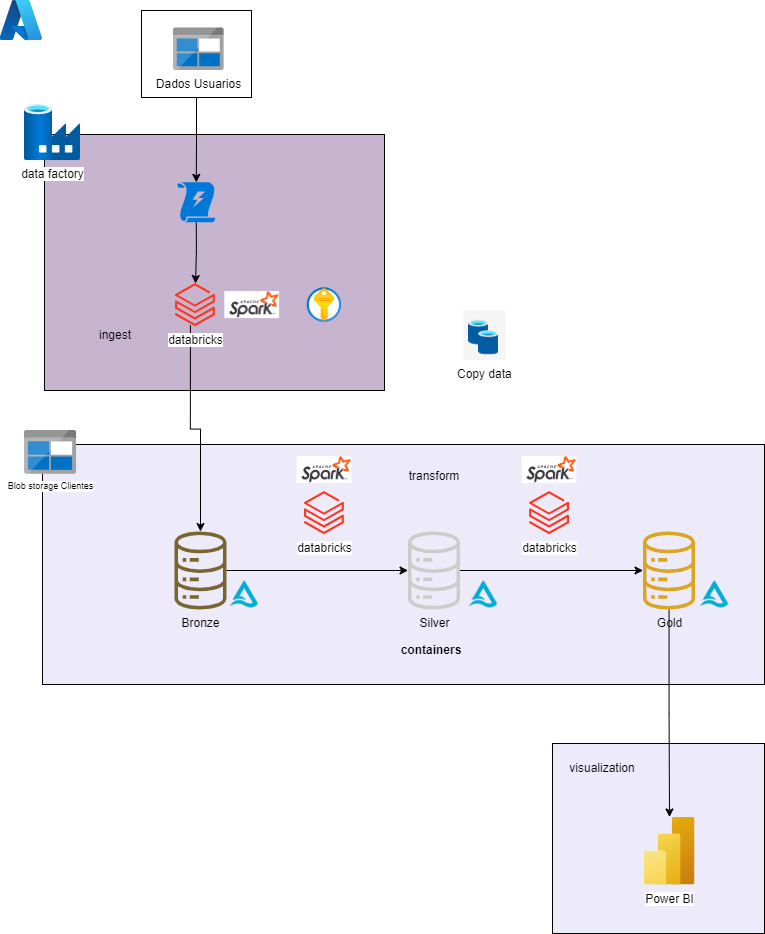 Dados Usuarios
data factory
APACHE
Spark
ingest
databricks
Copy data
Blob storage Clientes
APACHE
Spark
transform
APACHE
Spark
databricks
databricks
Bronze
Silver
Gold
containers
visualization
Power BI